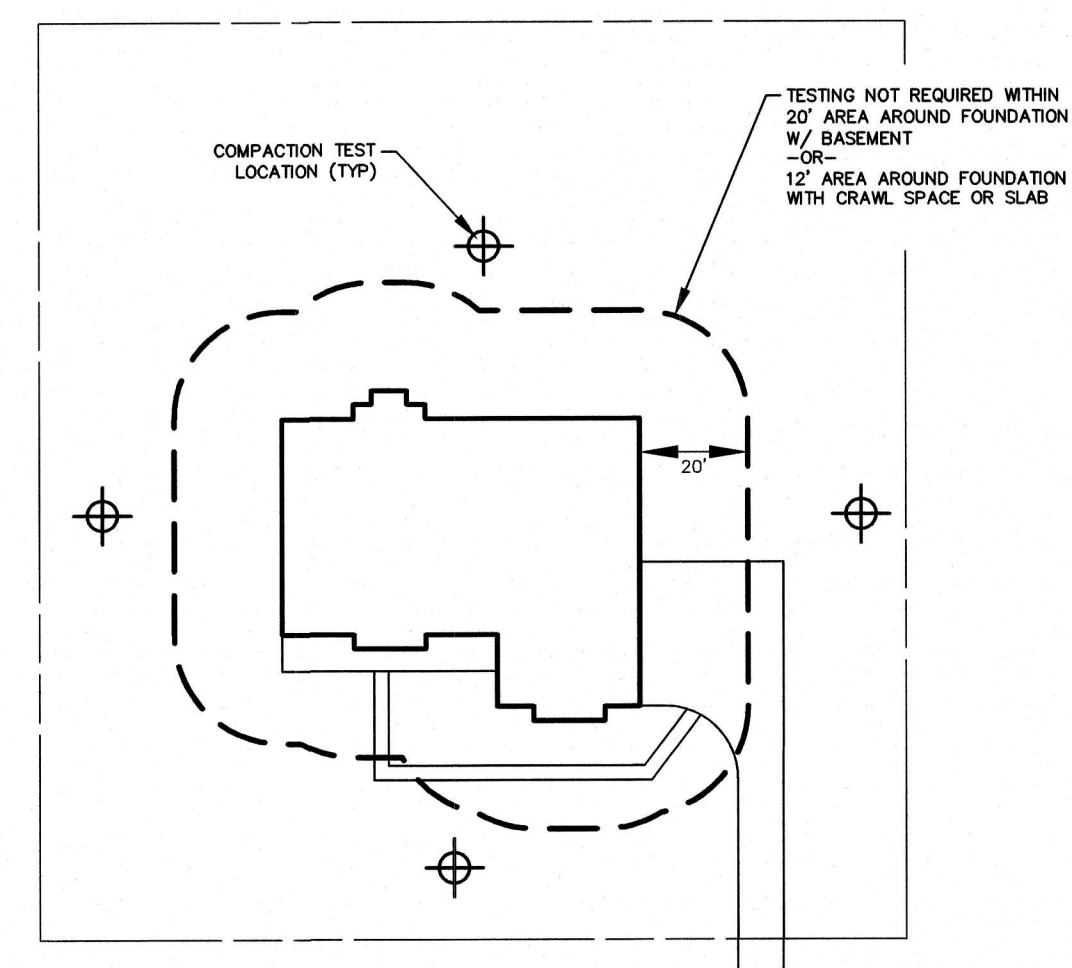 TESTING NOT REQUIRED WITHIN
20' AREA AROUND FOUNDATION
W/ BASEMENT
-OR-
12' AREA AROUND FOUNDATION
WITH CRAWL SPACE OR SLAB
COMPACTION TEST
LOCATION (TYP)
20'